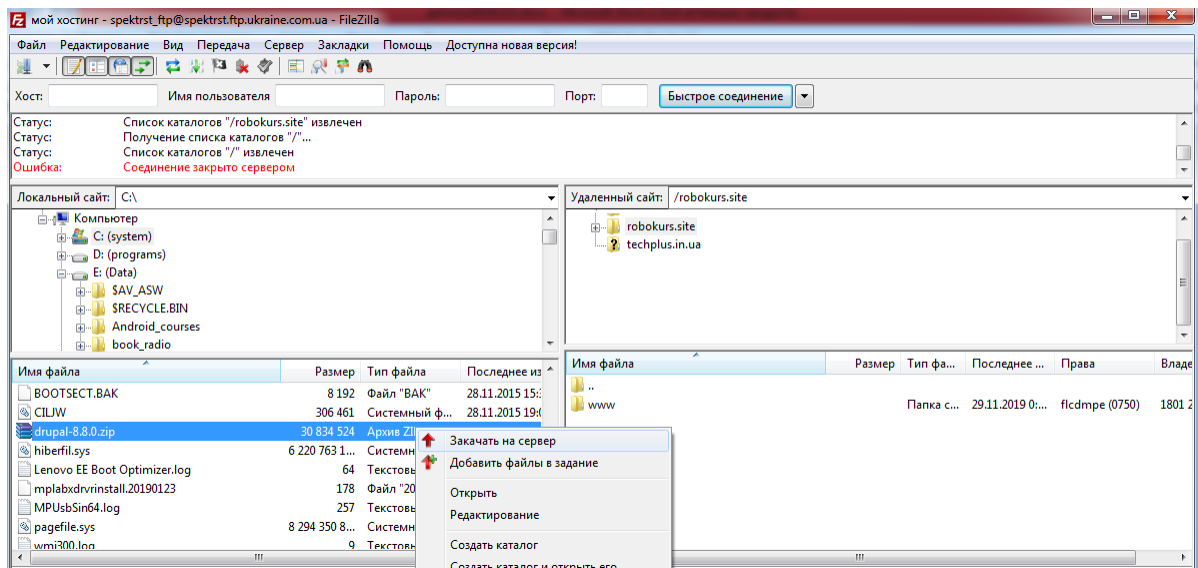 мой хостинг - spektrst_ftp@spektrst.ftp.ukraine.com.ua - FileZilla
Файл Редактирование Вид Передача Сервер Закладки Помощь Доступна новая версия!
Хост: Имя пользователя Пароль: Порт: Быстрое соединение
Статус: Список каталогов "/robokurs.site" извлечен
Статус: Получение списка каталогов "/"...
Статус: Список каталогов "/" извлечен
Ошибка: Соединение закрыто сервером
Локальный сайт: C:\
Компьютер
C: (system)
D: (programs)
E: (Data)
$AV_ASW
$RECYCLE.BIN
Android_courses
book_radio
Имя файла Размер Тип файла Последнее из
BOOTSECT.BAK 8 192 Файл "BAK" 28.11.2015 15:
CILJW 306 461 Системный ф... 28.11.2015 19:
drupal-8.8.0.zip 30 834 524 Архив ZI
hiberfil.sys 6 220 763 1... Системн
Lenovo EE Boot Optimizer.log 64 Текстовы
mplabxdrvrinstall.20190123 178 Файл "20
MPUsbSin64.log 257 Текстовы
pagefile.sys 8 294 350 8... Системн
wmi300.log 9 Текстовы
Удаленный сайт: /robokurs.site
robokurs.site
techplus.in.ua
Имя файла Размер Тип фа... Последнее ... Права Владе
..
www Папка с... 29.11.2019 0:... flcdmpe (0750) 1801 2
Закачать на сервер
Добавить файлы в задание
Открыть
Редактирование
Создать каталог
Создать каталог и открыть его